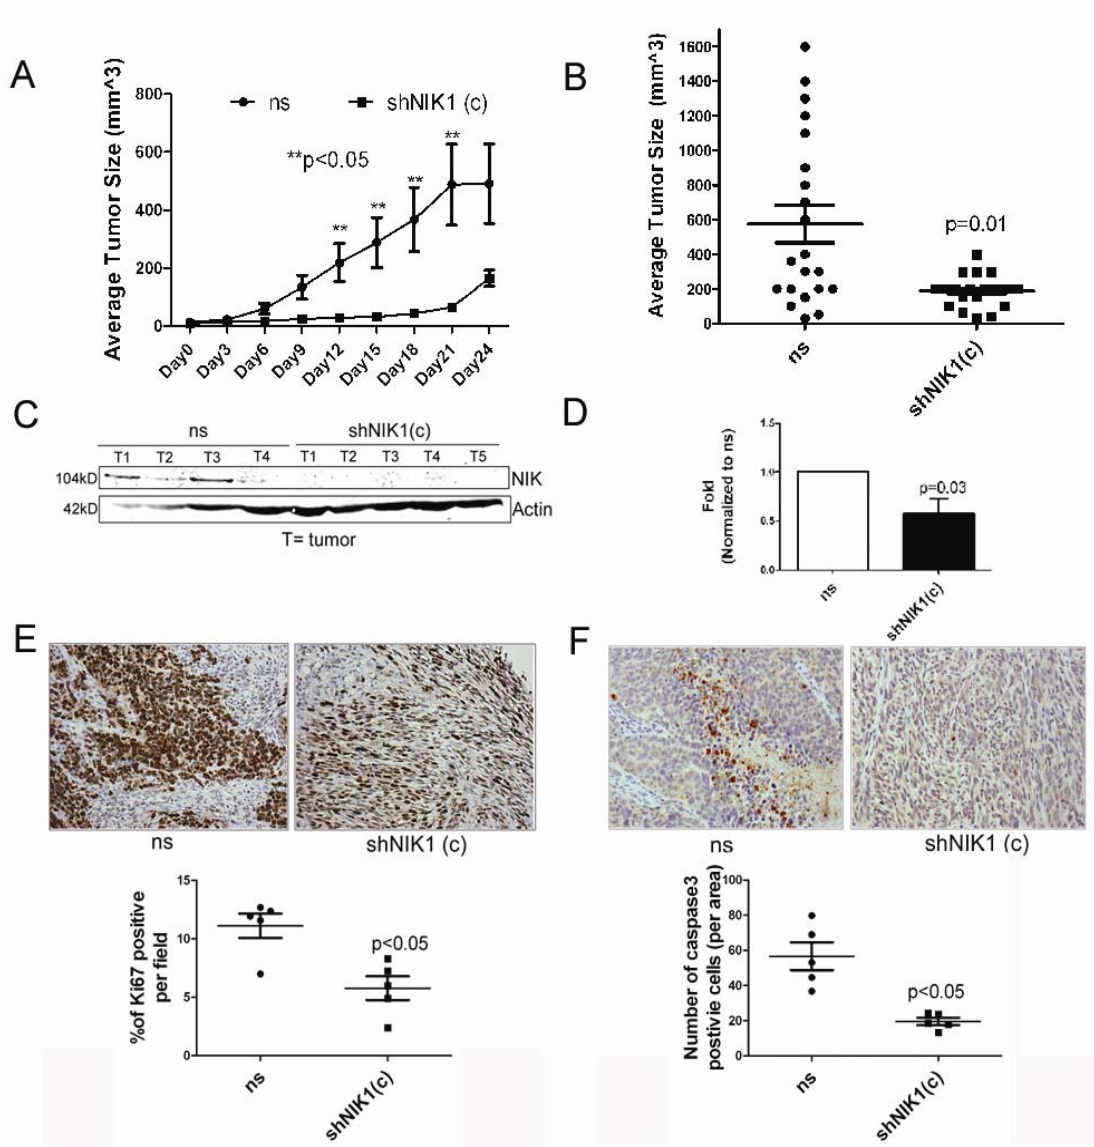 A
Average Tumor Size (mm^3)
800
600
400
200
0
ns
shNIK1 (c)
**p<0.05
**
**
**
**
Day0
Day3
Day6
Day9
Day12
Day15
Day18
Day21
Day24
B
Average Tumor Size (mm^3)
1600
1400
1200
1000
800
600
400
200
0
p=0.01
ns
shNIK1(c)
C
ns
shNIK1(c)
T1 T2 T3 T4 T1 T2 T3 T4 T5
104kD
NIK
42kD
Actin
T= tumor
D
Fokl
(Normalized to ns)
1.5
1.0
0.5
0.0
p=0.03
ns
shNIK1(c)
E
ns
shNIK1 (c)
%of Ki67 positive
per field
15
10
5
0
p<0.05
ns
shNIK1(c)
F
ns
shNIK1 (c)
Number of caspase3
postivie cells (per area)
100
80
60
40
20
0
p<0.05
ns
shNIK1(c)